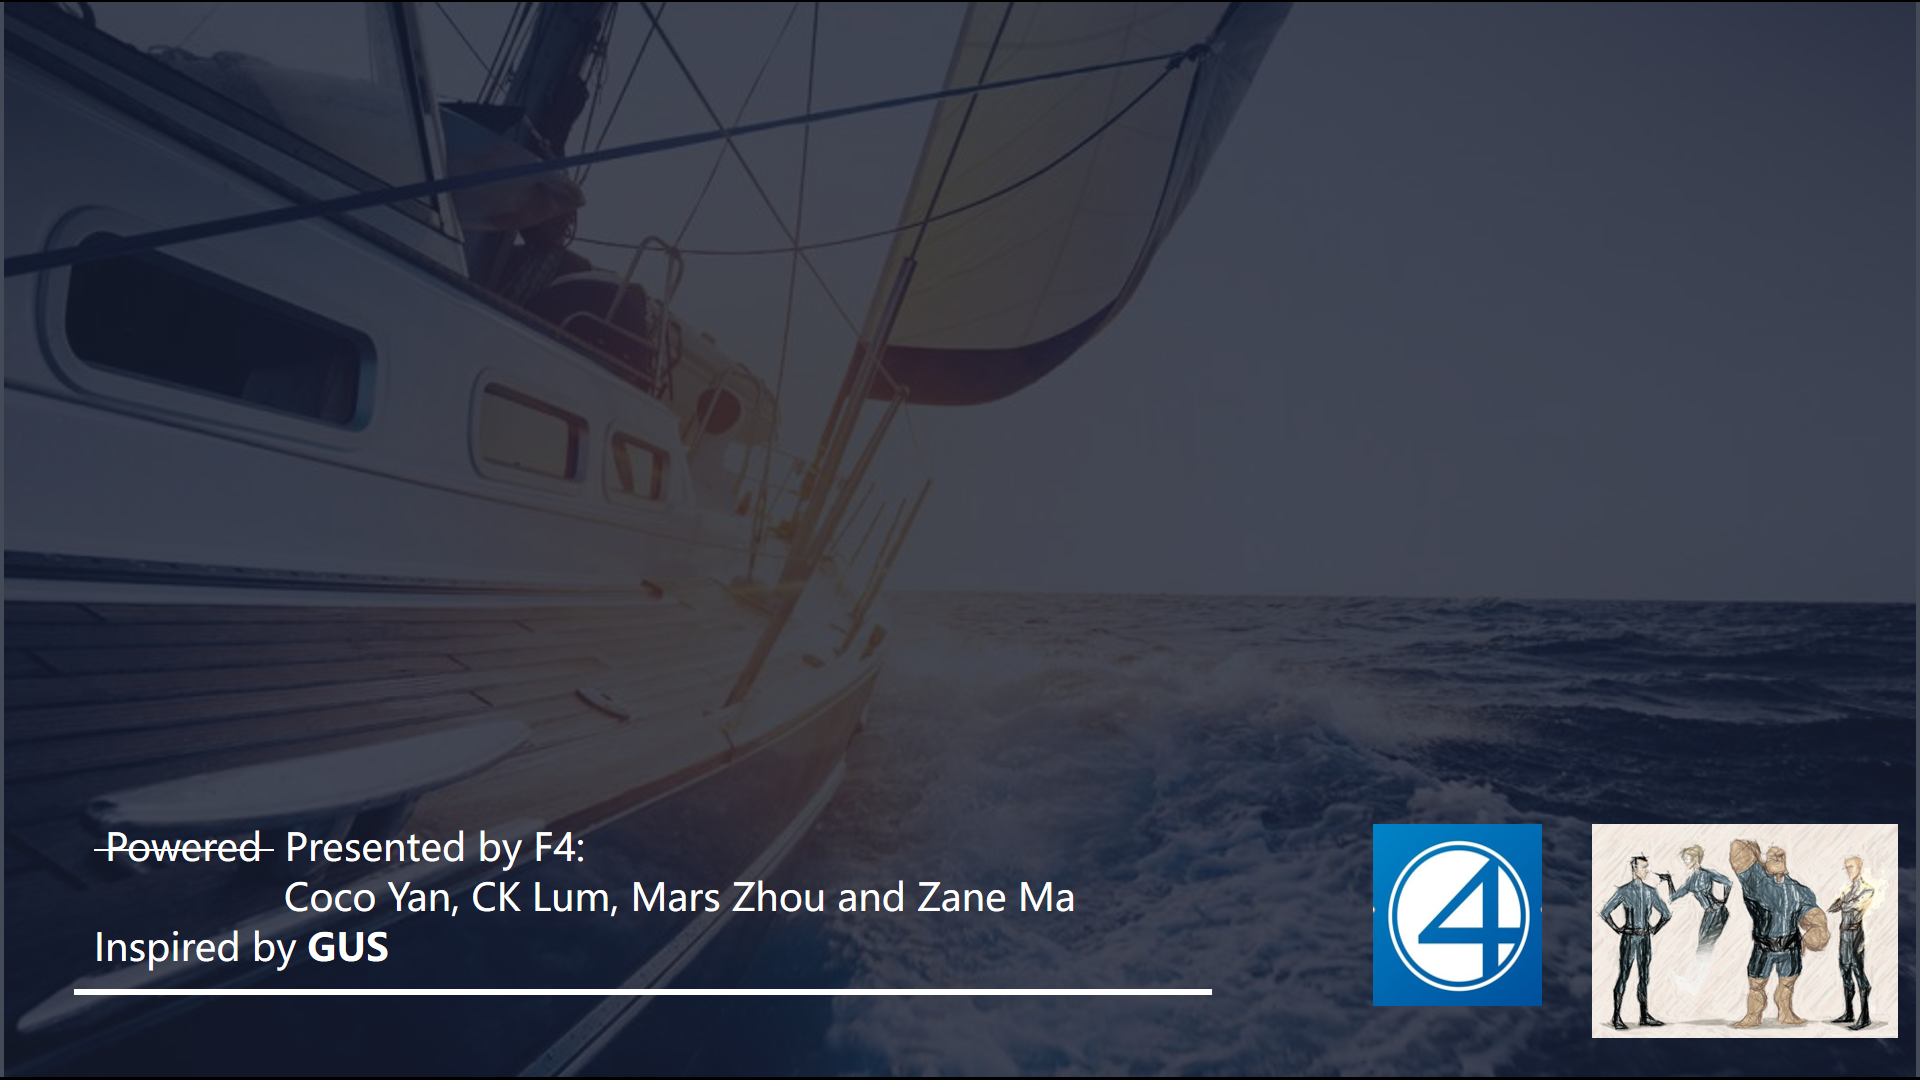 Powered Presented by F4:
Coco Yan, CK Lum, Mars Zhou and Zane Ma
Inspired by GUS
4